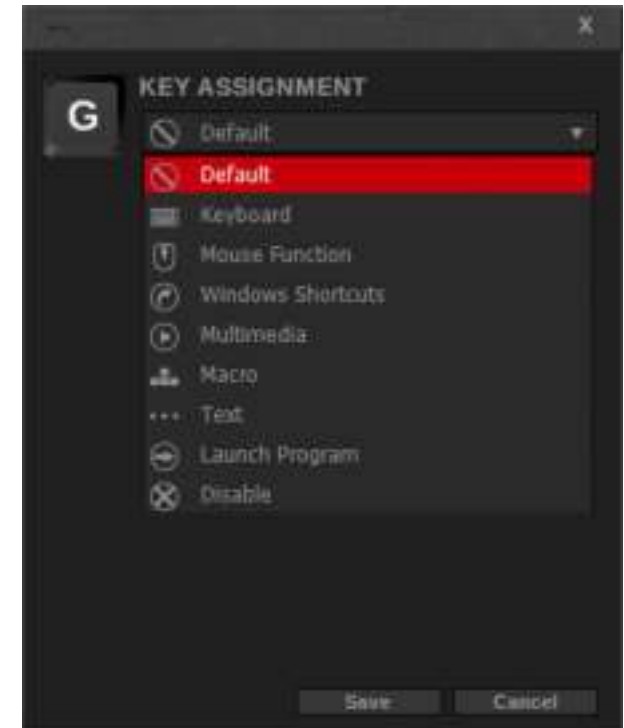 X
KEY ASSIGNMENT
G
Default
Default
Keyboard
Mouse Function
Windows Shortcuts
Multimedia
Macro
Text
Launch Program
Disable
Save Cancel